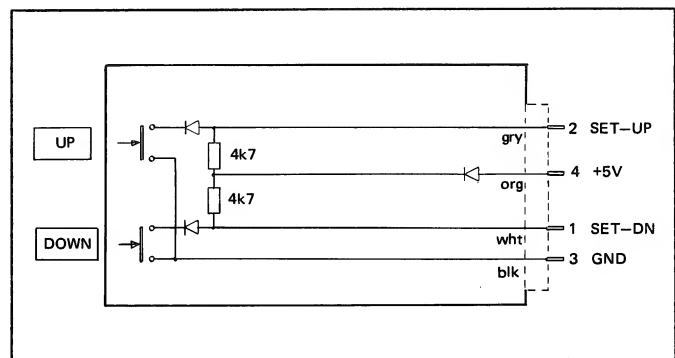 gry
2 SET-UP
UP
4k7
org
4 +5V
4k7
DOWN
wht
1 SET-DN
blk
3 GND